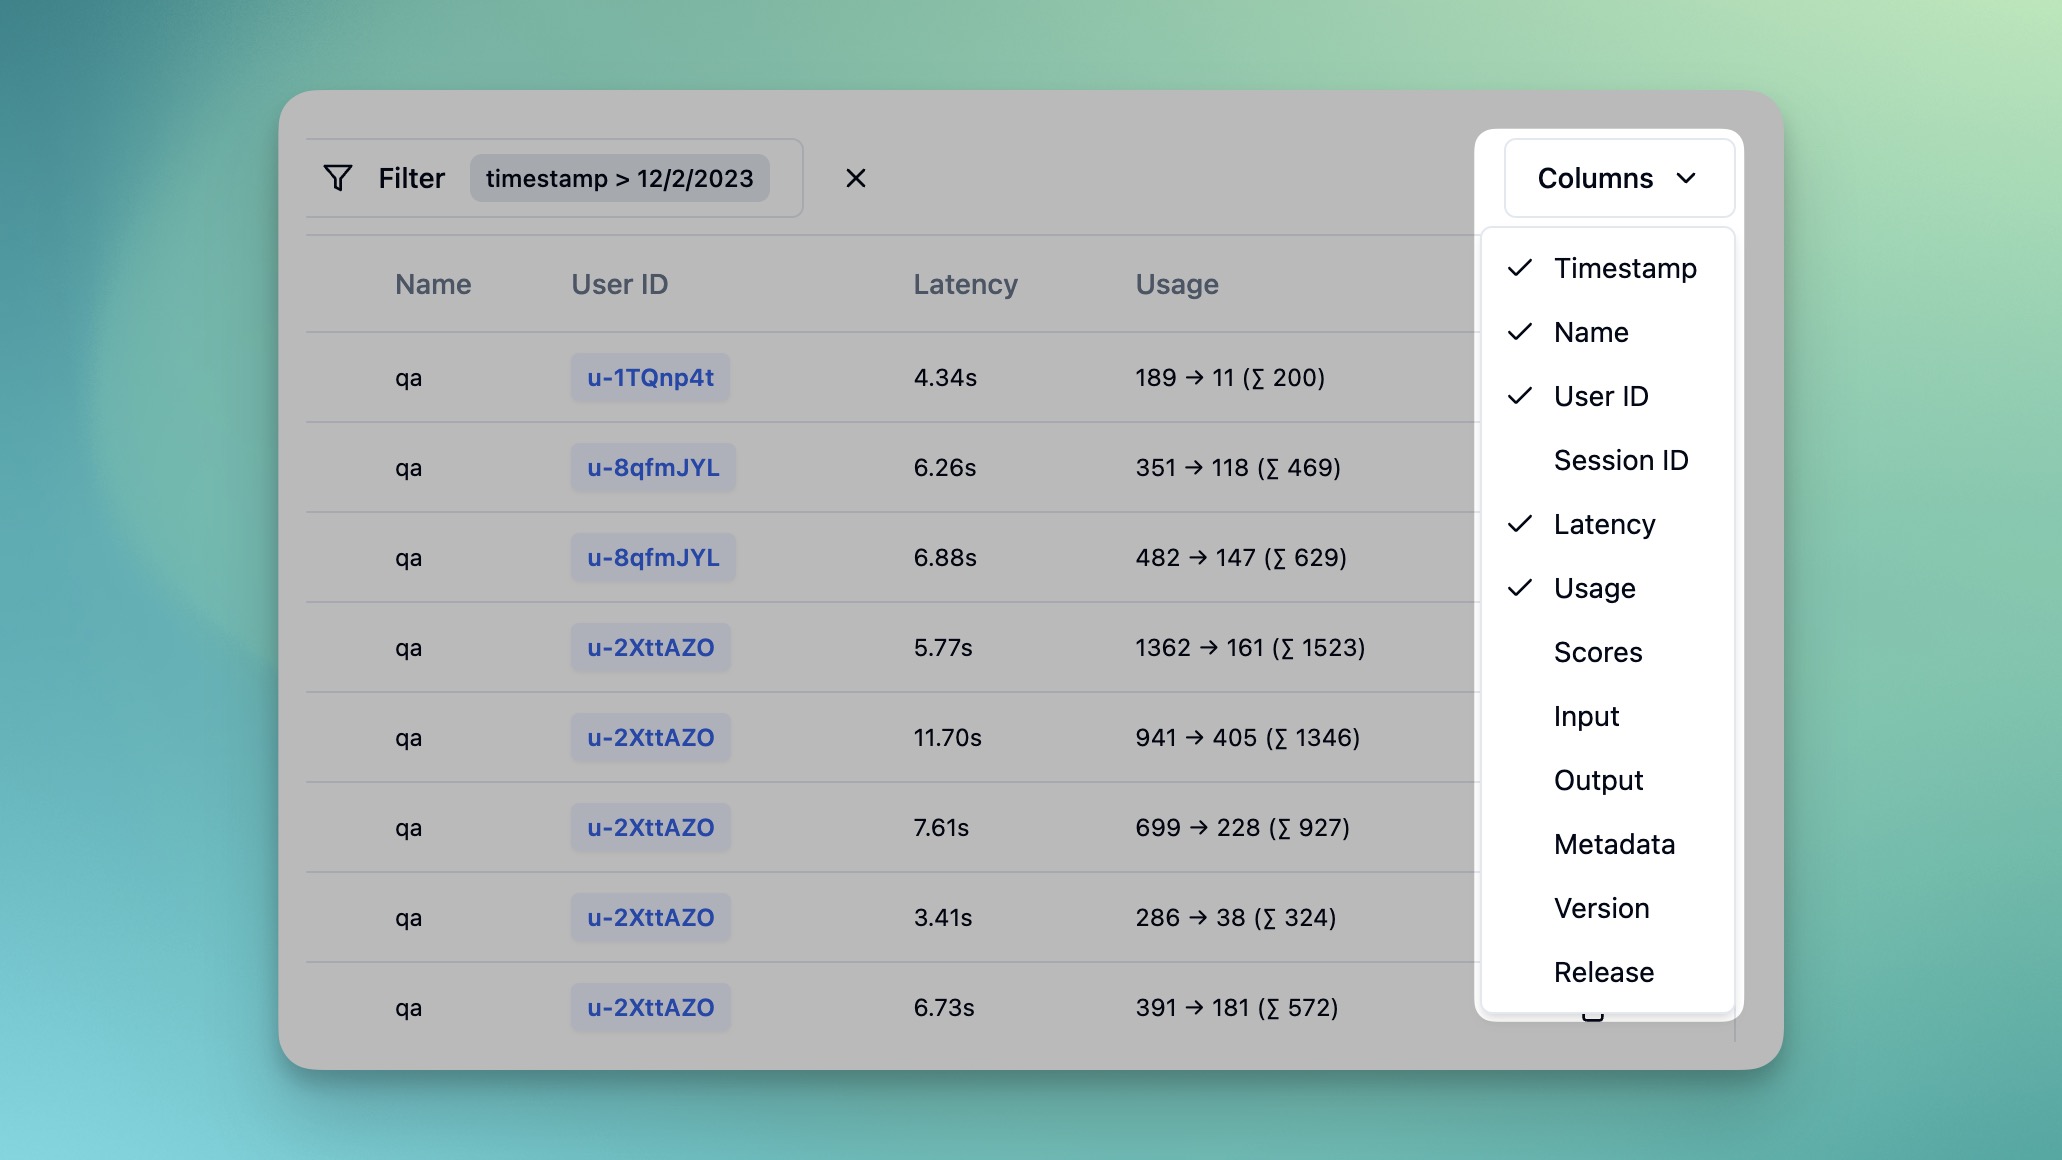 Filter timestamp > 12/2/2023
Columns
Name User ID Latency Usage
qa u-1TQnp4t 4.34s 189 → 11 (∑ 200)
qa u-8qfmJYL 6.26s 351 → 118 (∑ 469)
qa u-8qfmJYL 6.88s 482 → 147 (∑ 629)
qa u-2XttAZO 5.77s 1362 → 161 (∑ 1523)
qa u-2XttAZO 11.70s 941 → 405 (∑ 1346)
qa u-2XttAZO 7.61s 699 → 228 (∑ 927)
qa u-2XttAZO 3.41s 286 → 38 (∑ 324)
qa u-2XttAZO 6.73s 391 → 181 (∑ 572)
Timestamp
Name
User ID
Session ID
Latency
Usage
Scores
Input
Output
Metadata
Version
Release